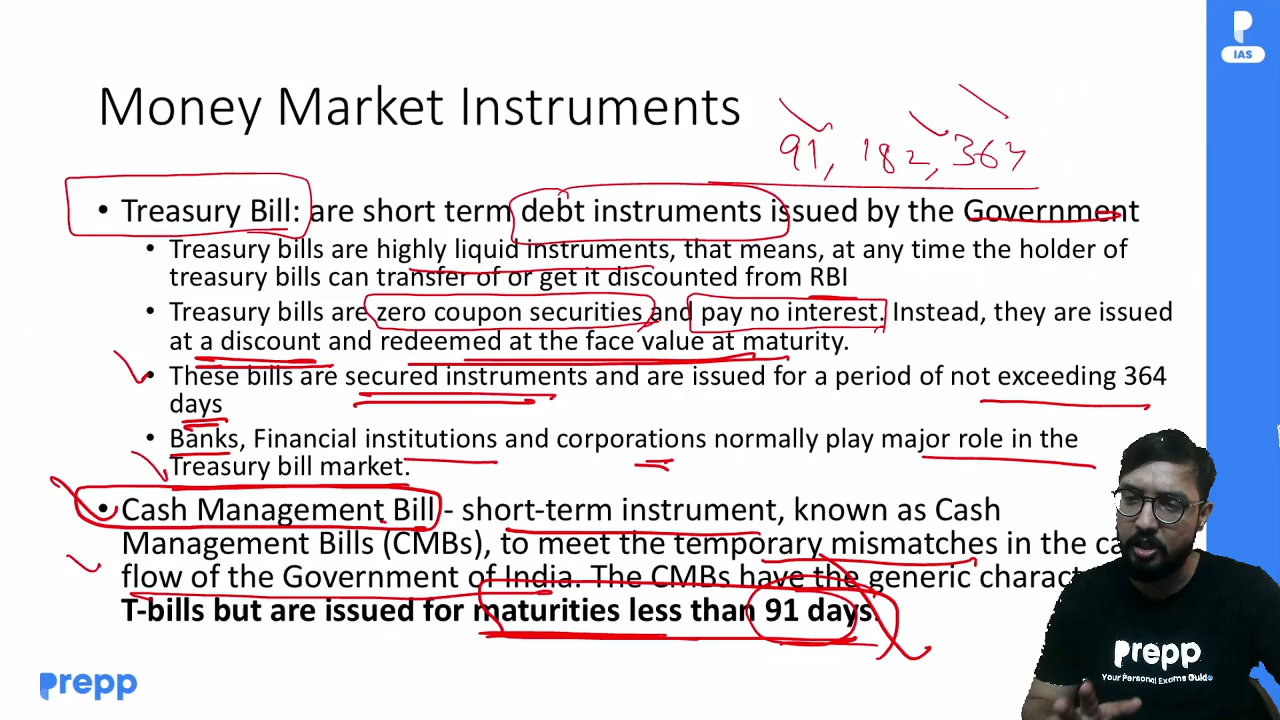 IAS
Money Market Instruments
91, 182, 364
• Treasury Bill: are short term debt instruments issued by the Government
• Treasury bills are highly liquid instruments, that means, at any time the holder of
treasury bills can transfer of or get it discounted from RBI
• Treasury bills are zero coupon securities and pay no interest. Instead, they are issued
at a discount and redeemed at the face value at maturity.
• These bills are secured instruments and are issued for a period of not exceeding 364
days
• Banks, Financial institutions and corporations normally play major role in the
Treasury bill market.
• Cash Management Bill - short-term instrument, known as Cash
Management Bills (CMBs), to meet the temporary mismatches in the
flow of the Government of India. The CMBs have the generic
T-bills but are issued for maturities less than 91 days.
prepp
Your Personal Exams Guide
prepp